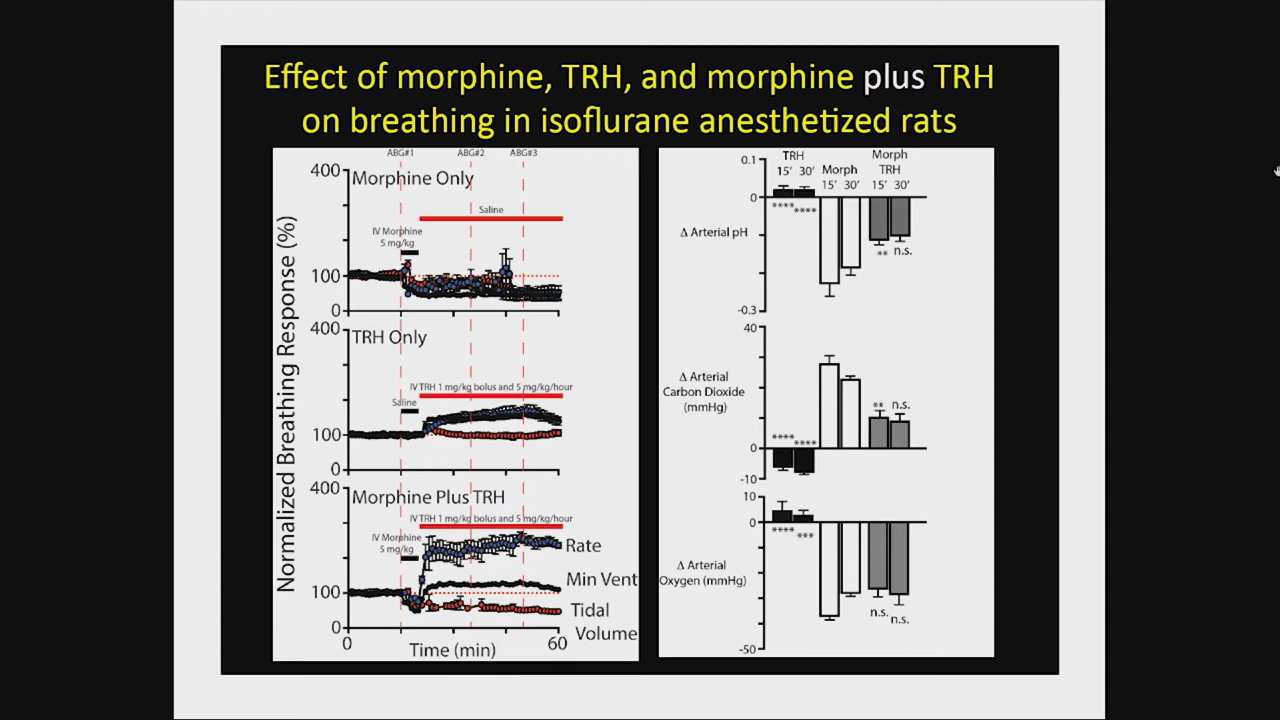 Effect of morphine, TRH, and morphine plus TRH
on breathing in isoflurane anesthetized rats
Normalized Breathing Response (%)
ABG#1 ABG#2 ABG#3
400
Morphine Only
Saline
IV Morphine
5 mg/kg
100
0
400
TRH Only
IV TRH 1 mg/kg bolus and 5 mg/kg/hour
Saline
100
0
400
Morphine Plus TRH
IV TRH 1 mg/kg bolus and 5 mg/kg/hour
IV Morphine
5 mg/kg
Rate
Min Vent
100
Tidal
Volume
0
0 60
Time (min)
TRH
15' 30'
Morph
15' 30'
Morph
TRH
15' 30'
0.1
0
**** ****
Δ Arterial pH
** n.s.
-0.3
40
Δ Arterial
Carbon Dioxide
(mmHg)
** n.s.
**** ****
0
-10
10
0
**** ***
Δ Arterial
Oxygen (mmHg)
n.s. n.s.
-50